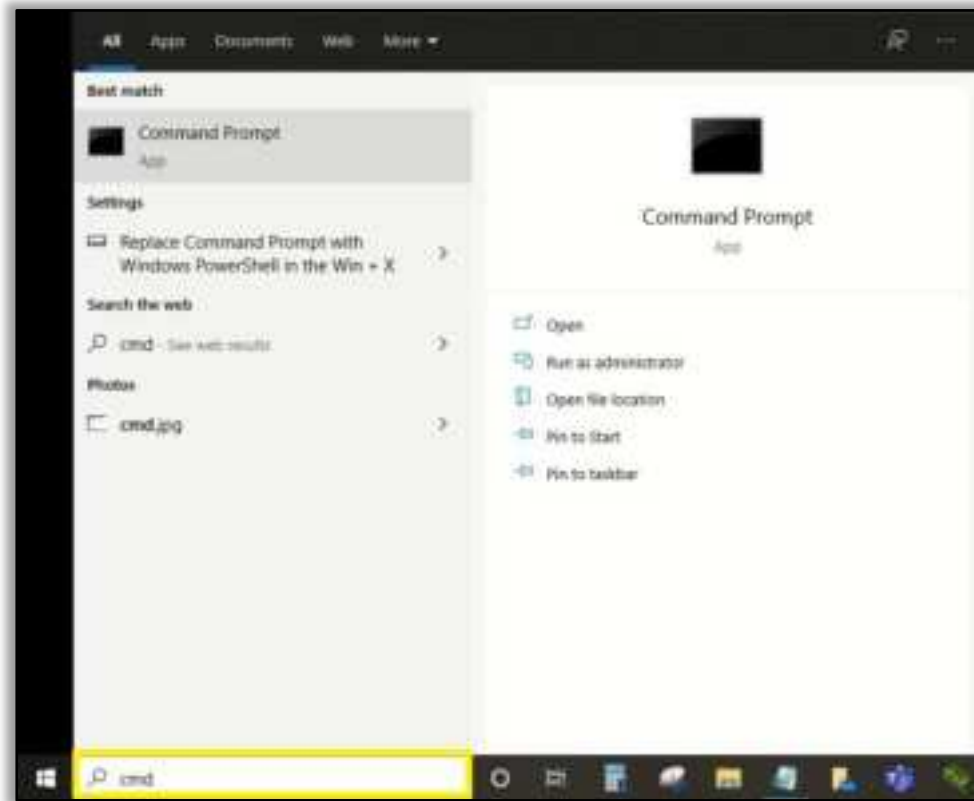 All Apps Documents Web More
Best match
Command Prompt
App
Settings
Replace Command Prompt with
Windows PowerShell in the Win + X
Search the web
cmd - See web results
Photos
cmd.jpg
Command Prompt
App
Open
Run as administrator
Open file location
Pin to Start
Pin to taskbar
cmd